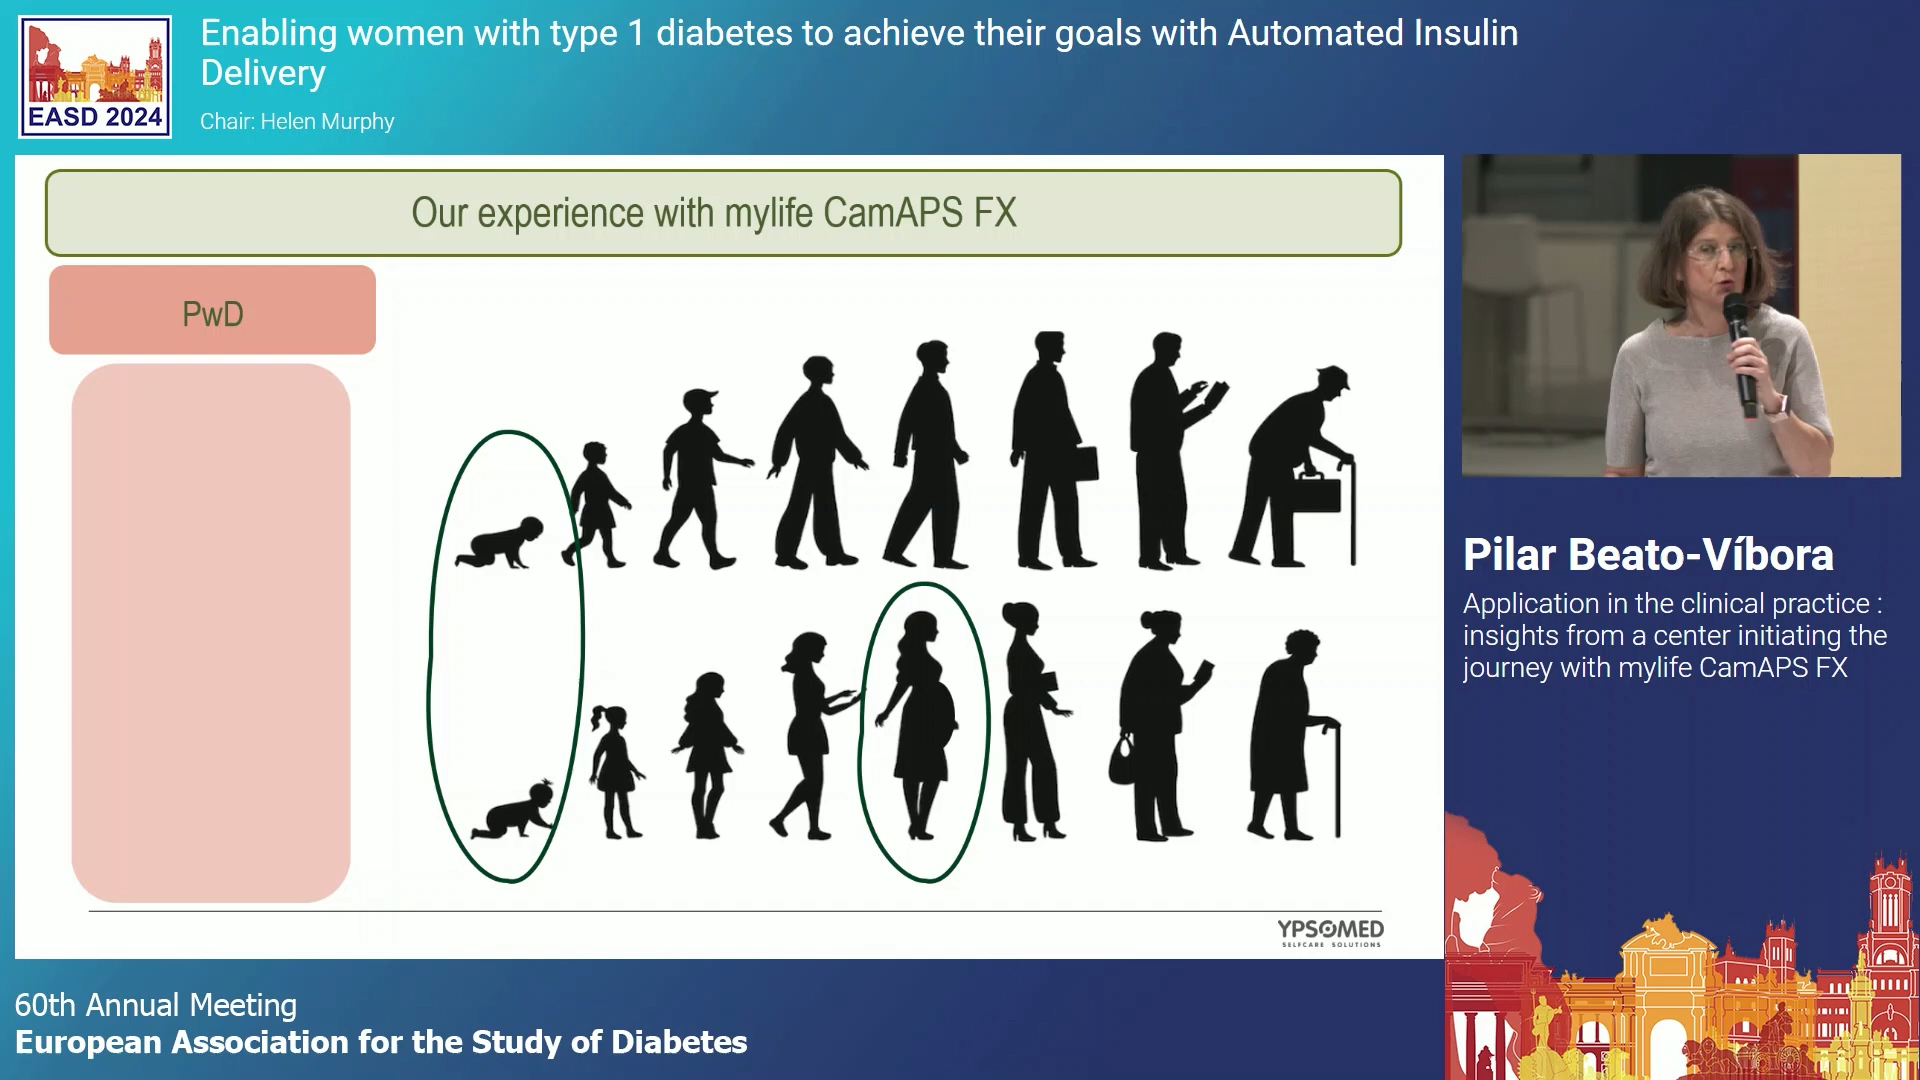 Enabling women with type 1 diabetes to achieve their goals with Automated Insulin
Delivery
Chair: Helen Murphy
EASD 2024
Our experience with mylife CamAPS FX
PwD
YPSOMED
SELFCARE SOLUTIONS
Pilar Beato-Víbora
Application in the clinical practice :
insights from a center initiating the
journey with mylife CamAPS FX
60th Annual Meeting
European Association for the Study of Diabetes